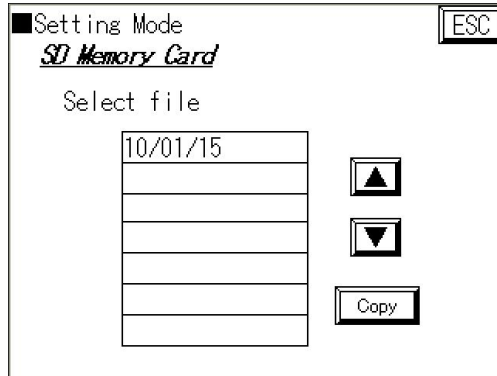 ■Setting Mode
ESC
SD Memory Card
Select file
10/01/15
▲
▼
Copy